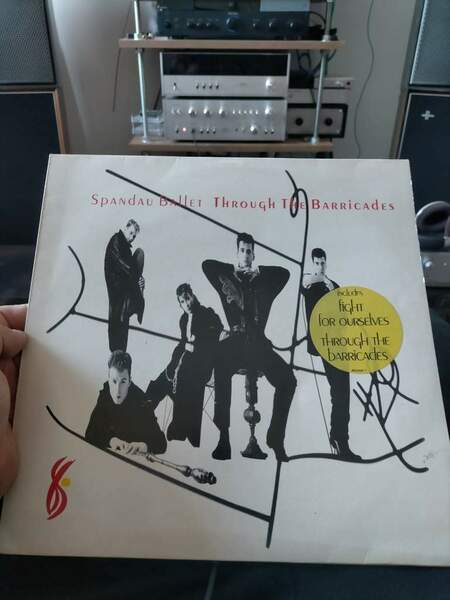 Spandau Ballet Through The Barricades
includes
fight
for ourselves
through the
barricades